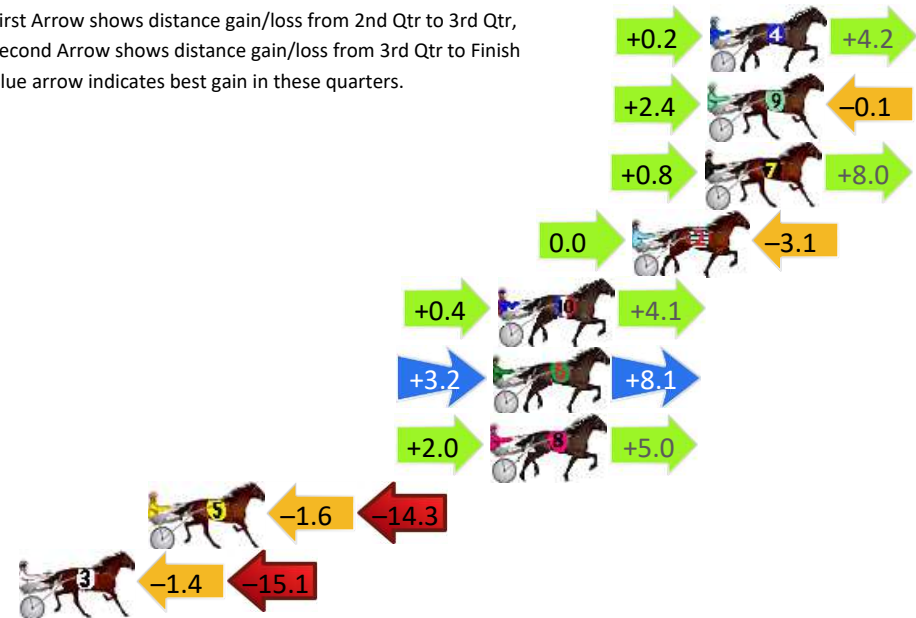 irst Arrow shows distance gain/loss from 2nd Qtr to 3rd Qtr,
econd Arrow shows distance gain/loss from 3rd Qtr to Finish
lue arrow indicates best gain in these quarters.
+0.2 4 +4.2
+2.4 9 –0.1
+0.8 7 +8.0
0.0 –3.1
+0.4 10 +4.1
+3.2 6 +8.1
+2.0 8 +5.0
5 –1.6 –14.3
3 –1.4 –15.1